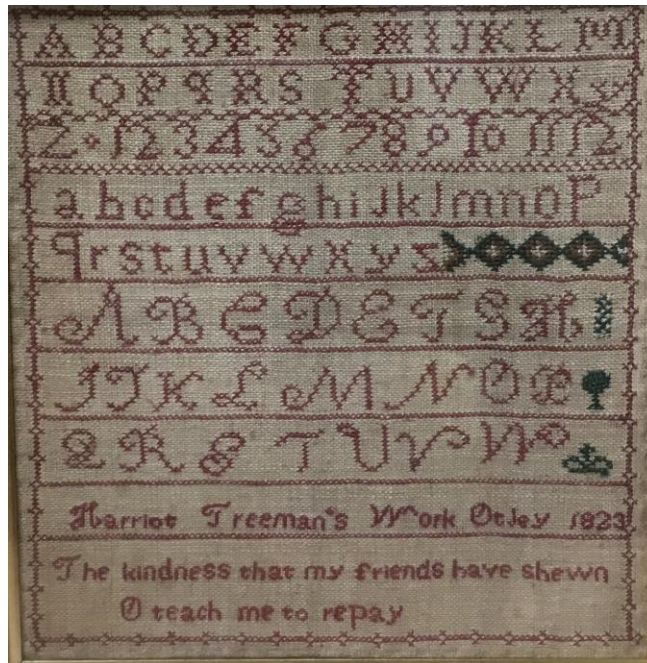 A B C D E F G H I J K L M
N O P Q R S T U V W X Y
Z 1 2 3 4 5 6 7 8 9 10 11 12
a b c d e f g h i j k l m n o p
q r s t u v w x y z
A B C D E F G H
I J K L M N O P
Q R S T U V W
Harriot Freeman's Work Otley 1823
The kindness that my friends have shewn
O teach me to repay